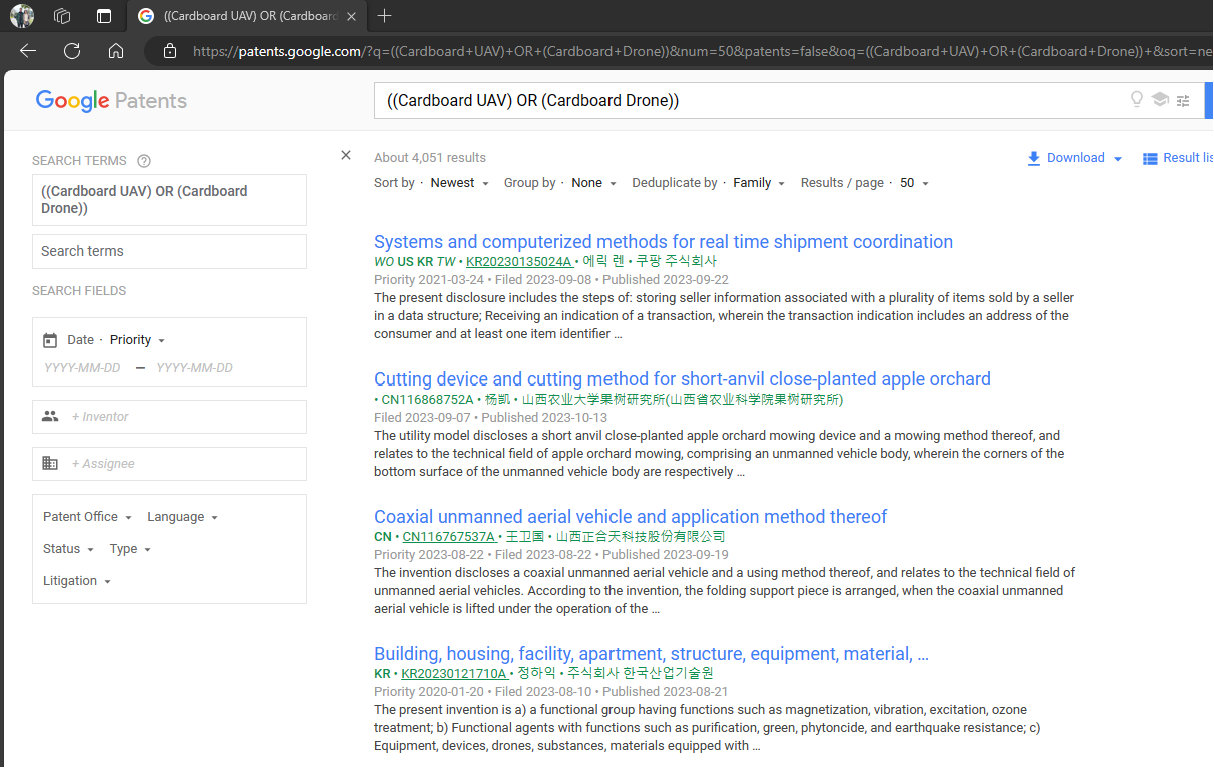 ((Cardboard UAV) OR (Cardboard
https://patents.google.com/?q=((Cardboard+UAV)+OR+(Cardboard+Drone))&num=50&patents=false&oq=((Cardboard+UAV)+OR+(Cardboard+Drone))+&sort=ne
Google Patents
((Cardboard UAV) OR (Cardboard Drone))
SEARCH TERMS
((Cardboard UAV) OR (Cardboard
Drone))
Search terms
SEARCH FIELDS
Date · Priority
YYYY-MM-DD — YYYY-MM-DD
+ Inventor
+ Assignee
Patent Office Language
Status Type
Litigation
About 4,051 results
Download Result lis
Sort by · Newest Group by · None Deduplicate by · Family Results / page · 50
Systems and computerized methods for real time shipment coordination
WO US KR TW • KR20230135024A • 에릭 렌 • 쿠팡 주식회사
Priority 2021-03-24 • Filed 2023-09-08 • Published 2023-09-22
The present disclosure includes the steps of: storing seller information associated with a plurality of items sold by a seller
in a data structure; Receiving an indication of a transaction, wherein the transaction indication includes an address of the
consumer and at least one item identifier …
Cutting device and cutting method for short-anvil close-planted apple orchard
• CN116868752A • 杨凯 • 山西农业大学果树研究所(山西省农业科学院果树研究所)
Filed 2023-09-07 • Published 2023-10-13
The utility model discloses a short anvil close-planted apple orchard mowing device and a mowing method thereof, and
relates to the technical field of apple orchard mowing, comprising an unmanned vehicle body, wherein the corners of the
bottom surface of the unmanned vehicle body are respectively …
Coaxial unmanned aerial vehicle and application method thereof
CN • CN116767537A • 王卫国 • 山西正合天科技股份有限公司
Priority 2023-08-22 • Filed 2023-08-22 • Published 2023-09-19
The invention discloses a coaxial unmanned aerial vehicle and a using method thereof, and relates to the technical field of
unmanned aerial vehicles. According to the invention, the folding support piece is arranged, when the coaxial unmanned
aerial vehicle is lifted under the operation of the …
Building, housing, facility, apartment, structure, equipment, material, …
KR • KR20230121710A • 정하익 • 주식회사 한국산업기술원
Priority 2020-01-20 • Filed 2023-08-10 • Published 2023-08-21
The present invention is a) a functional group having functions such as magnetization, vibration, excitation, ozone
treatment; b) Functional agents with functions such as purification, green, phytoncide, and earthquake resistance; c)
Equipment, devices, drones, substances, materials equipped with …